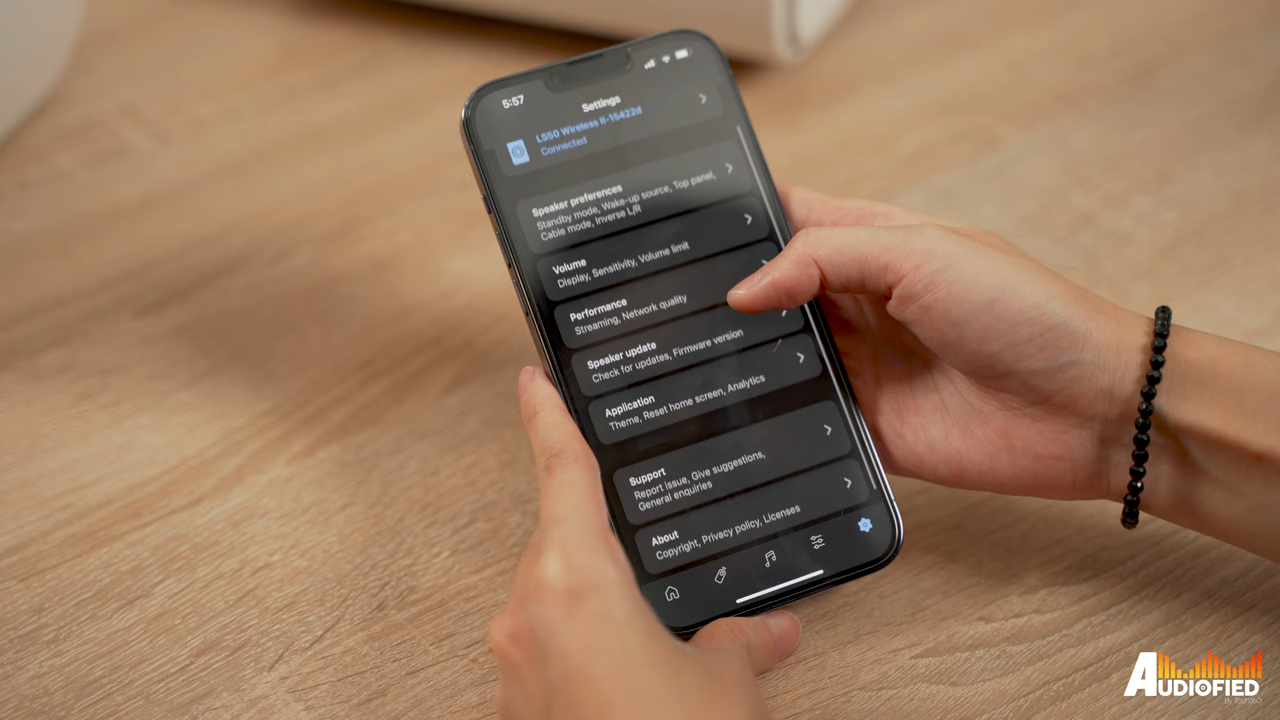 5:57
Settings
LS50 Wireless II-15422d
Connected
Speaker preferences
Standby mode, Wake-up source, Top panel,
Cable mode, Inverse L/R
Volume
Display, Sensitivity, Volume limit
Performance
Streaming, Network quality
Speaker update
Check for updates, Firmware version
Application
Theme, Reset home screen, Analytics
Support
Report issue, Give suggestions,
General enquiries
About
Copyright, Privacy policy, Licenses
AUDIOFIED